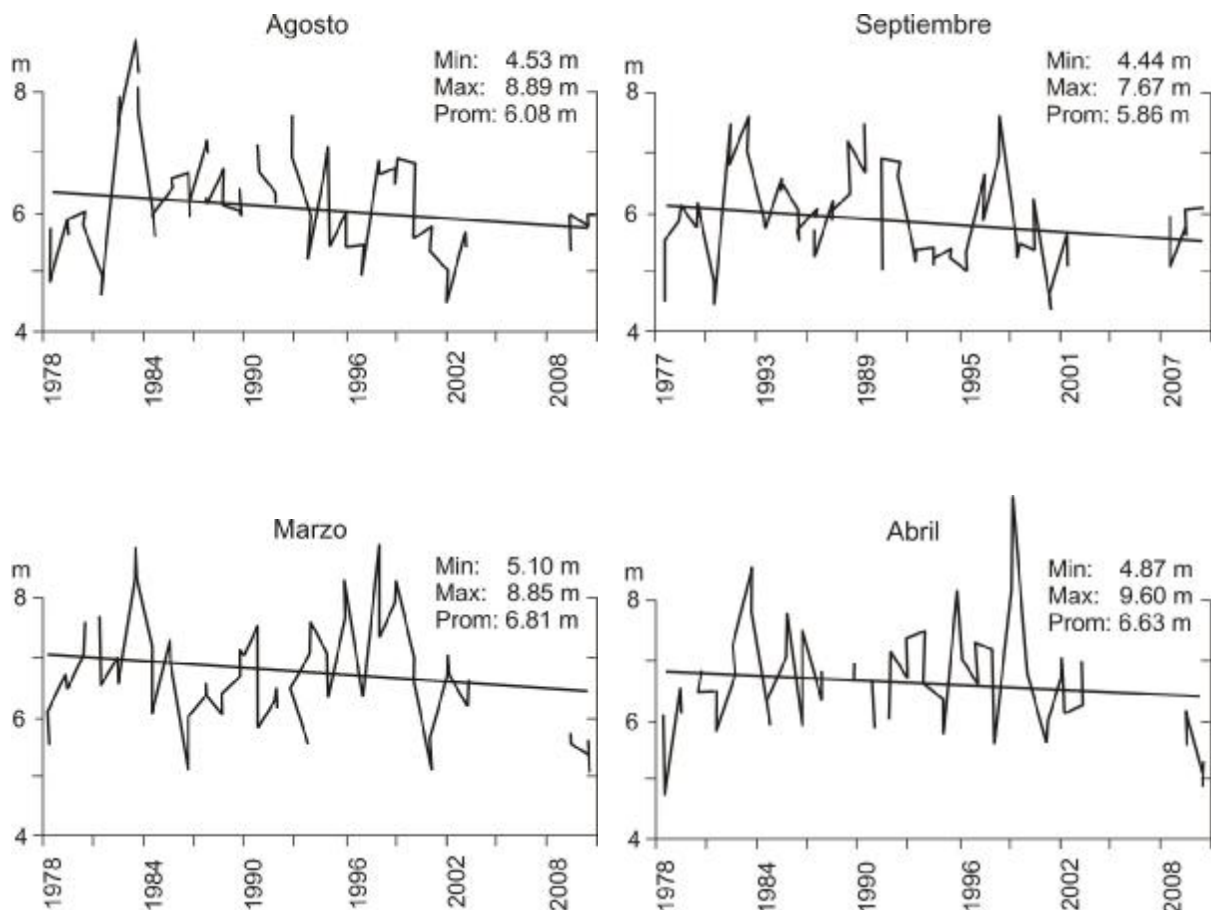 Agosto
m
Min: 4.53 m
Max: 8.89 m
Prom: 6.08 m
8
6
4
1978
1984
1990
1996
2002
2008
Septiembre
m
Min: 4.44 m
Max: 7.67 m
Prom: 5.86 m
8
6
4
1977
1993
1989
1995
2001
2007
Marzo
m
Min: 5.10 m
Max: 8.85 m
Prom: 6.81 m
8
6
4
1978
1984
1990
1996
2002
2008
Abril
m
Min: 4.87 m
Max: 9.60 m
Prom: 6.63 m
8
6
4
1978
1984
1990
1996
2002
2008